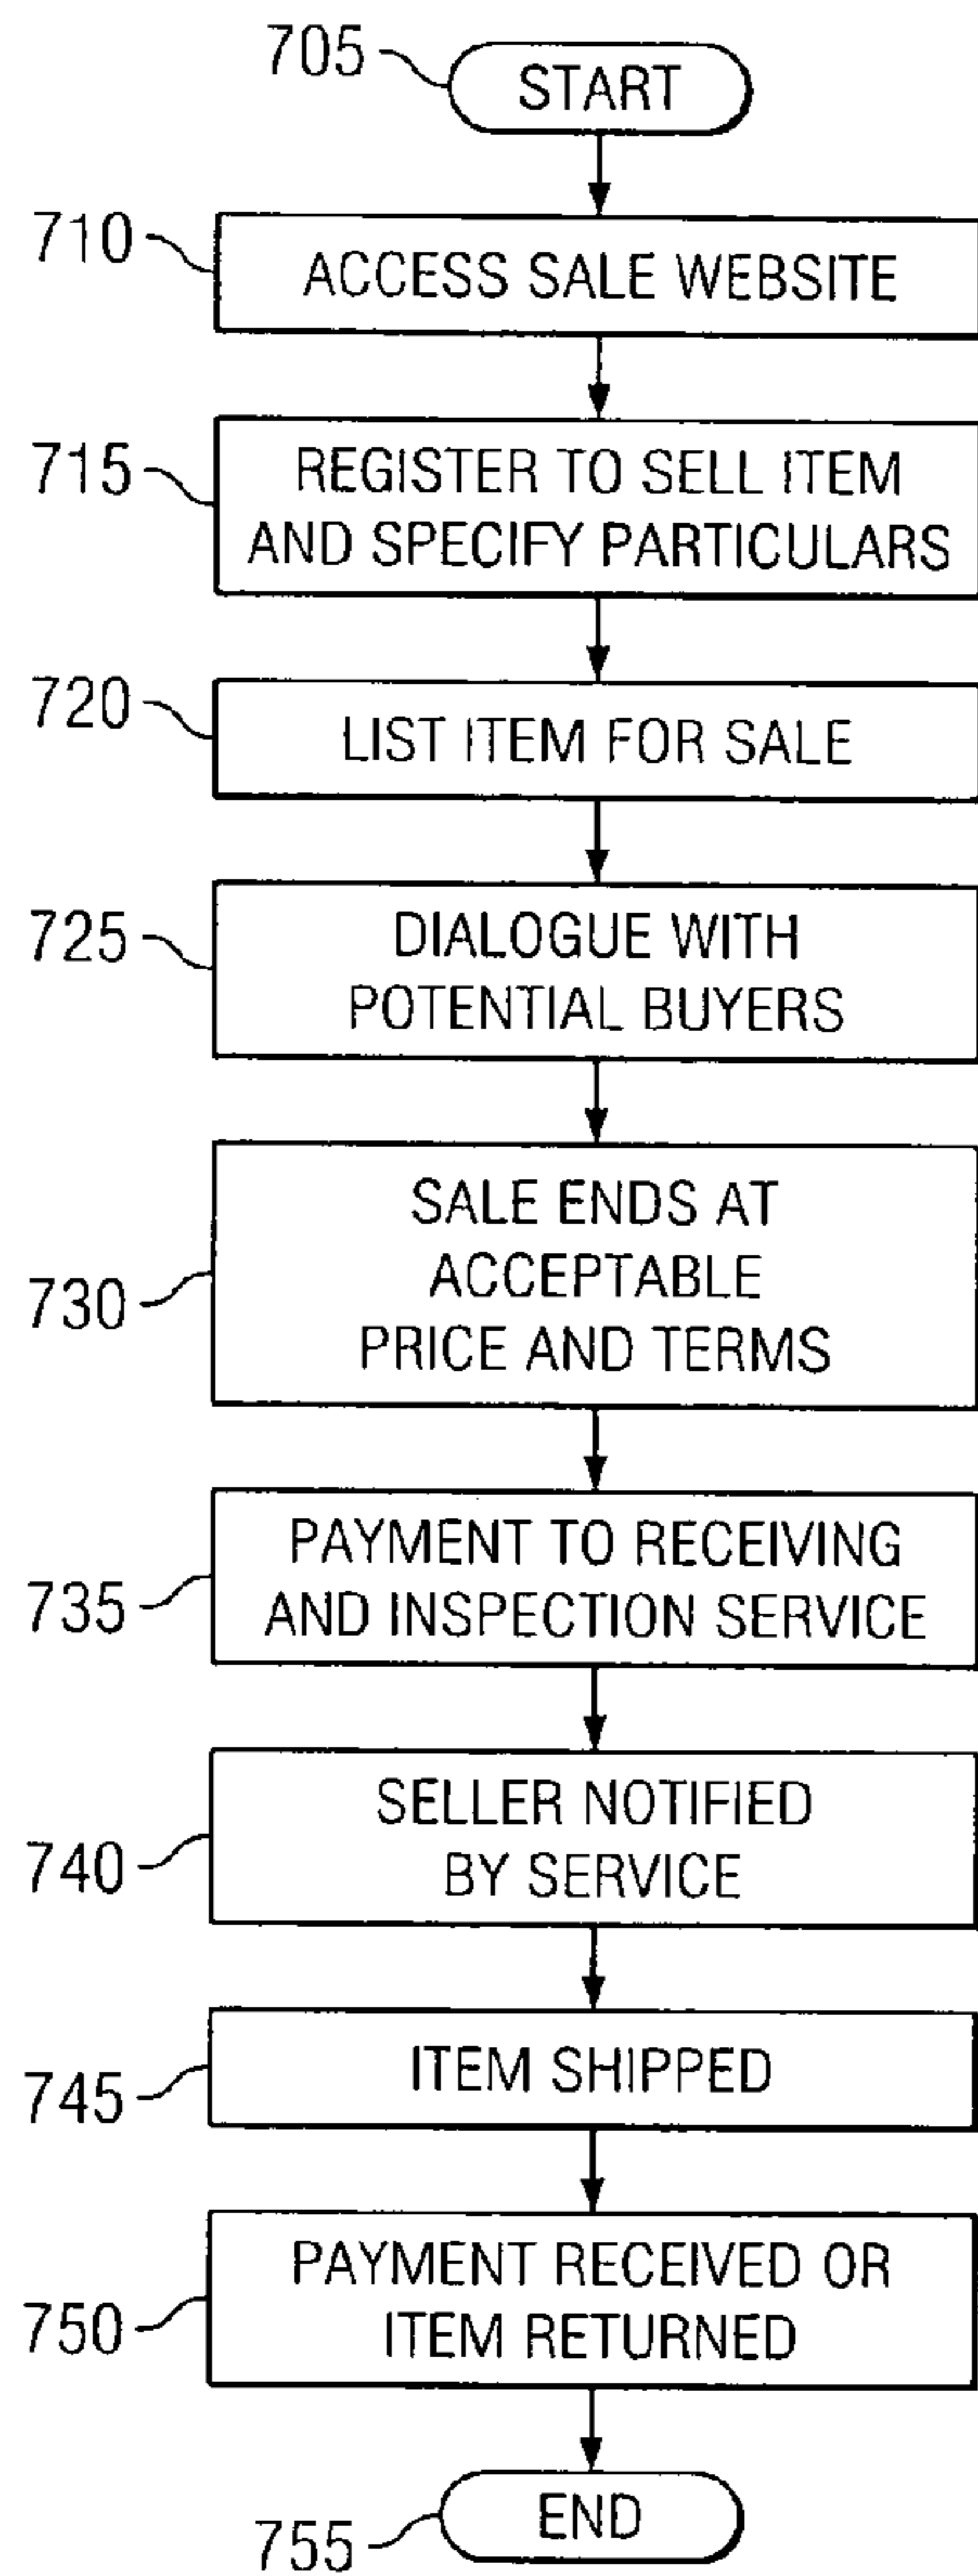 705
START
710
ACCESS SALE WEBSITE
715
REGISTER TO SELL ITEM
AND SPECIFY PARTICULARS
720
LIST ITEM FOR SALE
725
DIALOGUE WITH
POTENTIAL BUYERS
730
SALE ENDS AT
ACCEPTABLE
PRICE AND TERMS
735
PAYMENT TO RECEIVING
AND INSPECTION SERVICE
740
SELLER NOTIFIED
BY SERVICE
745
ITEM SHIPPED
750
PAYMENT RECEIVED OR
ITEM RETURNED
755
END